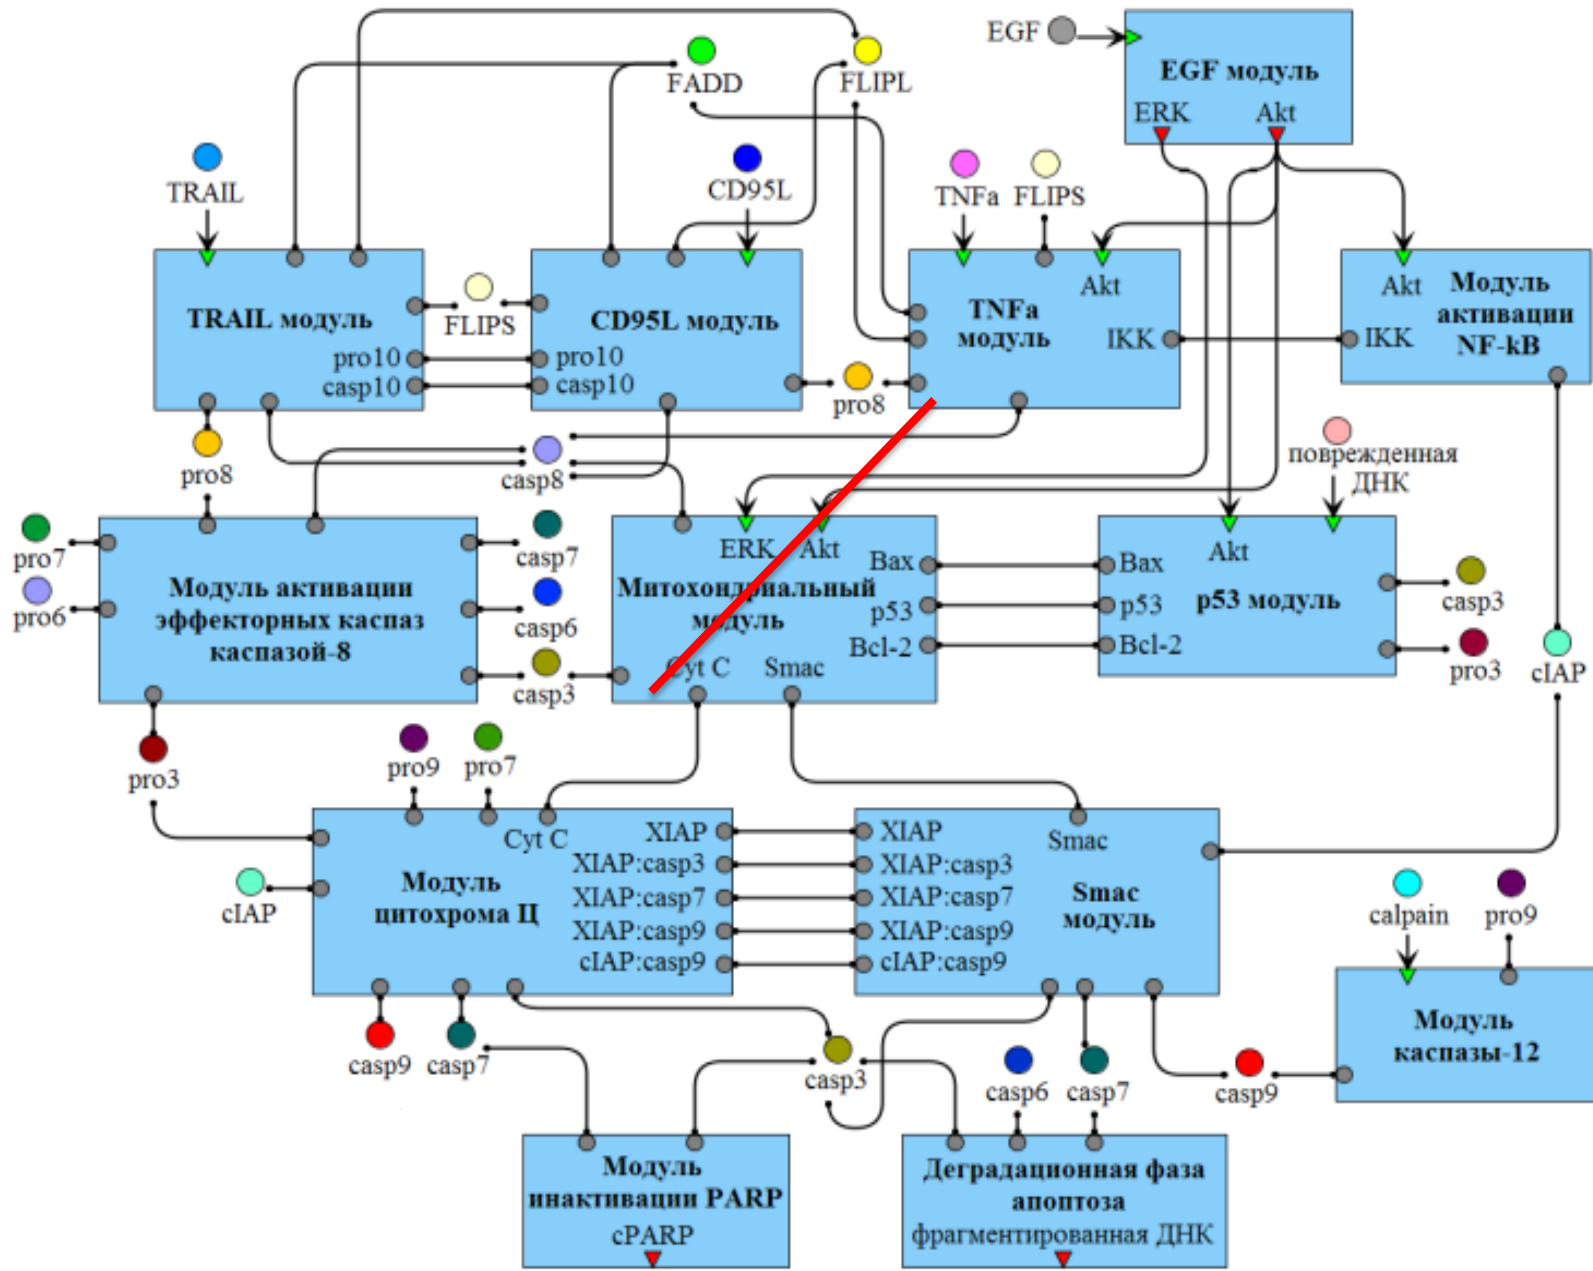 EGF
EGF модуль
ERK
Akt
FADD
FLIPL
TRAIL
CD95L
TNFa
FLIPS
TRAIL модуль
pro10
casp10
FLIPS
CD95L модуль
pro10
casp10
pro8
Akt
TNFa
модуль
IKK
Akt
Модуль
активации
NF-kB
IKK
pro8
casp8
поврежденная
ДНК
pro7
pro6
Модуль активации
эффекторных каспаз
каспазой-8
casp7
casp6
casp3
ERK
Akt
Митохондриальный
модуль
Bax
p53
Bcl-2
Cyt C
Smac
Akt
Bax
p53
Bcl-2
p53 модуль
casp3
pro3
cIAP
pro3
pro9
pro7
cIAP
Cyt C
Модуль
цитохрома Ц
XIAP
XIAP:casp3
XIAP:casp7
XIAP:casp9
cIAP:casp9
XIAP
XIAP:casp3
XIAP:casp7
XIAP:casp9
cIAP:casp9
Smac
Smac
модуль
calpain
pro9
Модуль
каспазы-12
casp9
casp7
casp3
casp6
casp7
casp9
Модуль
инактивации PARP
cPARP
Деградационная фаза
апоптоза
фрагментированная ДНК